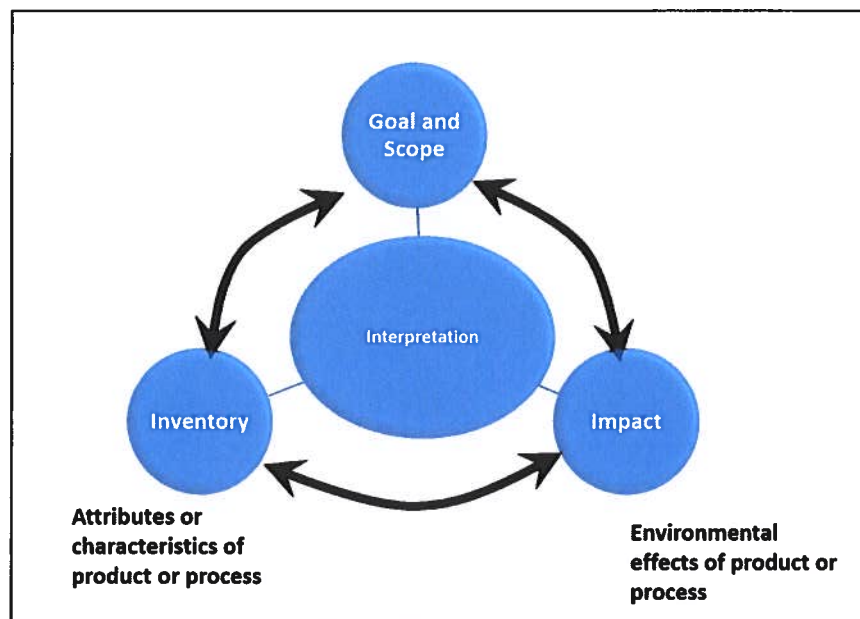 Goal and
Scope
Interpretation
Inventory
Impact
Attributes or
characteristics of
product or process
Environmental
effects of product or
process